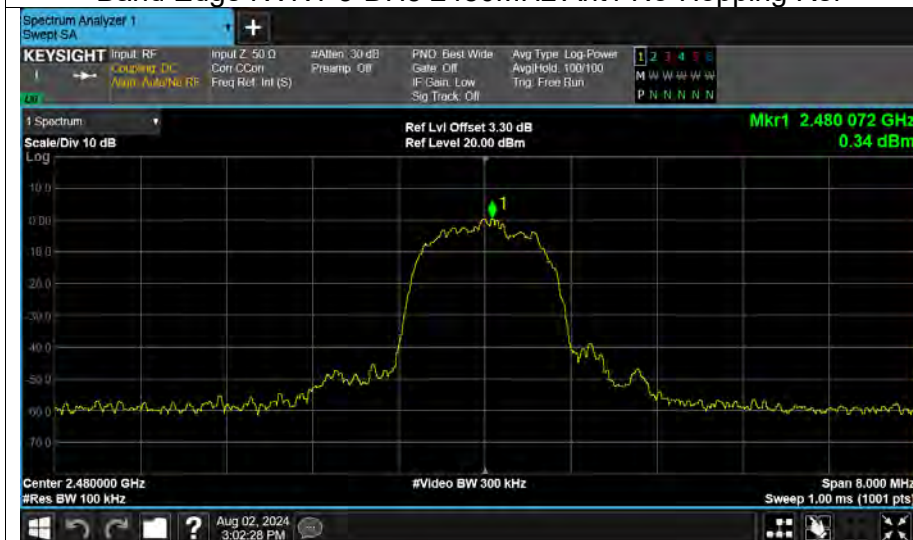 Spectrum Analyzer 1
Swept SA
+
KEYSIGHT Input: RF Input Z: 50 Ω #Atten: 30 dB PNO: Best Wide Avg Type: Log-Power 1 2 3 4 5 6
Coupling: DC Corr CCorr Preamp: Off Gate: Off Avg|Hold: 100/100 M W W W W W
Align: Auto/No RF Freq Ref: Int (S) IF Gain: Low Trig: Free Run
Sig Track: Off P N N N N N
1 Spectrum Ref Lvl Offset 3.30 dB Mkr1 2.480 072 GHz
Scale/Div 10 dB Ref Level 20.00 dBm 0.34 dBm
Log
10.0
1
0.00
-10.0
-20.0
-30.0
-40.0
-50.0
-60.0
-70.0
Center 2.480000 GHz #Video BW 300 kHz Span 8.000 MHz
#Res BW 100 kHz Sweep 1.00 ms (1001 pts)
? Aug 02, 2024
3:02:28 PM